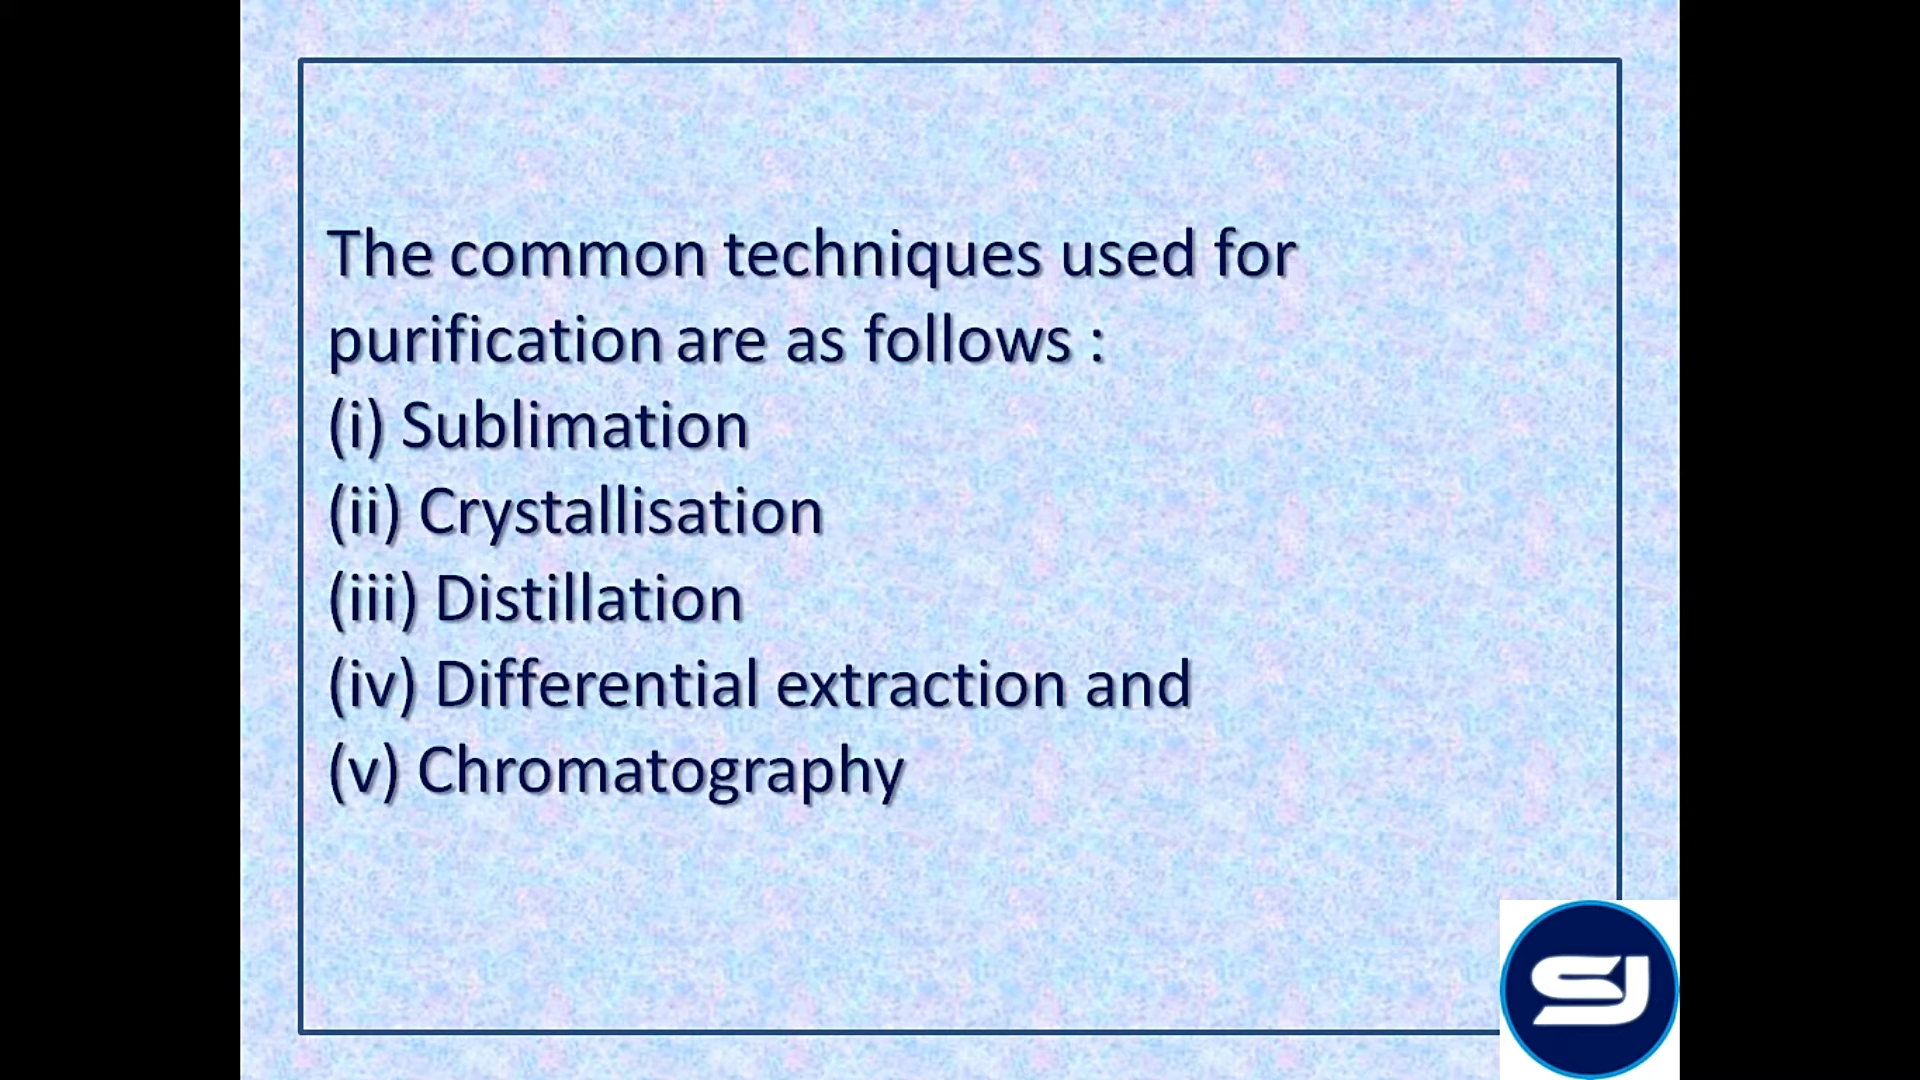 The common techniques used for
purification are as follows :
(i) Sublimation
(ii) Crystallisation
(iii) Distillation
(iv) Differential extraction and
(v) Chromatography
SJ